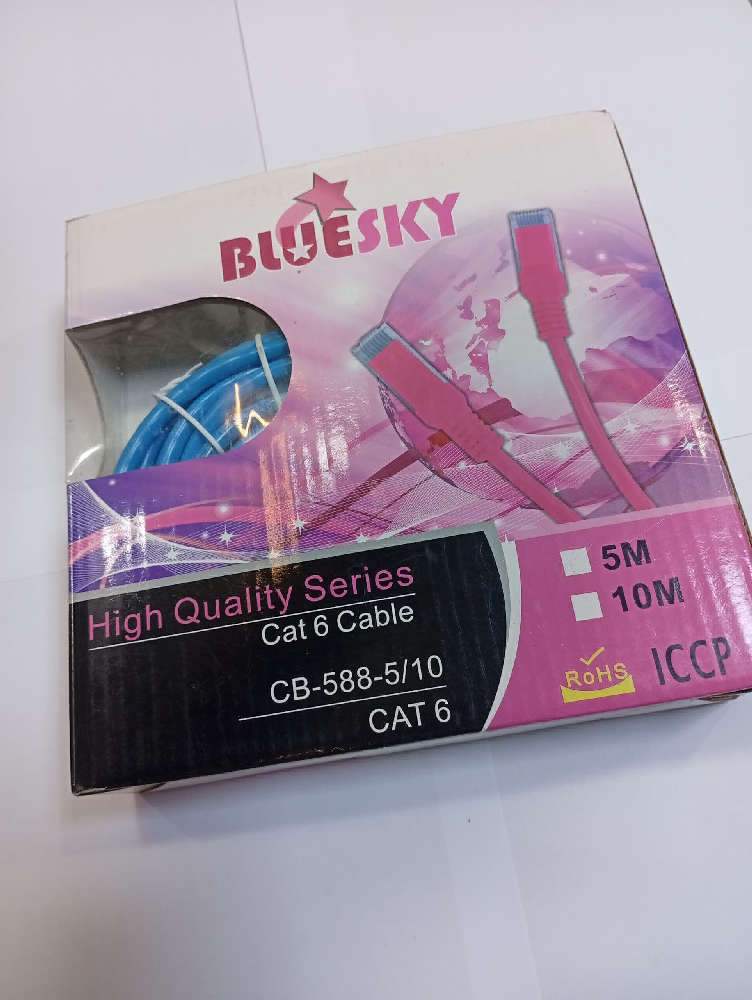 BLUESKY
High Quality Series
Cat 6 Cable
CB-588-5/10
CAT 6
5M
10M
RoHS
ICCP